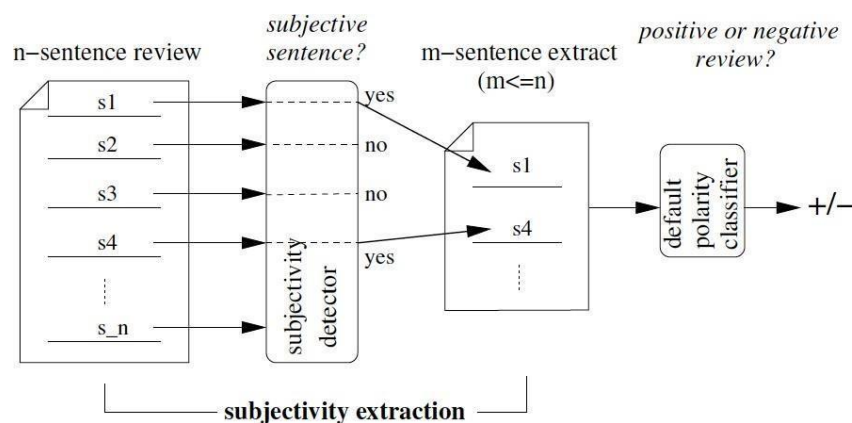 n−sentence review
subjective
sentence?
m−sentence extract
(m<=n)
positive or negative
review?
s1
s2
s3
s4
s_n
yes
no
no
yes
subjectivity
detector
s1
s4
default
polarity
classifier
+/−
subjectivity extraction